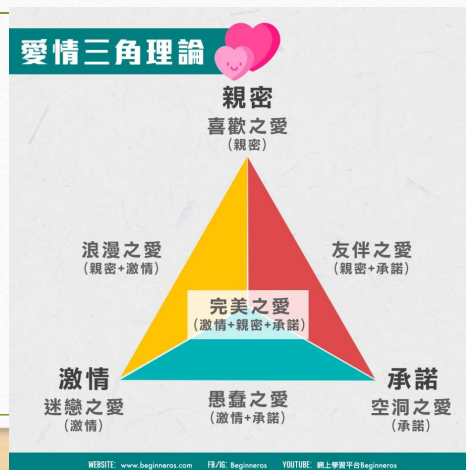 愛情三角理論
親密
喜歡之愛
(親密)
浪漫之愛
(親密+激情)
友伴之愛
(親密+承諾)
完美之愛
(激情+親密+承諾)
激情
迷戀之愛
(激情)
愚蠢之愛
(激情+承諾)
承諾
空洞之愛
(承諾)
WEBSITE: www.beginneros.com FB/IG: Beginneros YOUTUBE: 網上學習平台Beginneros